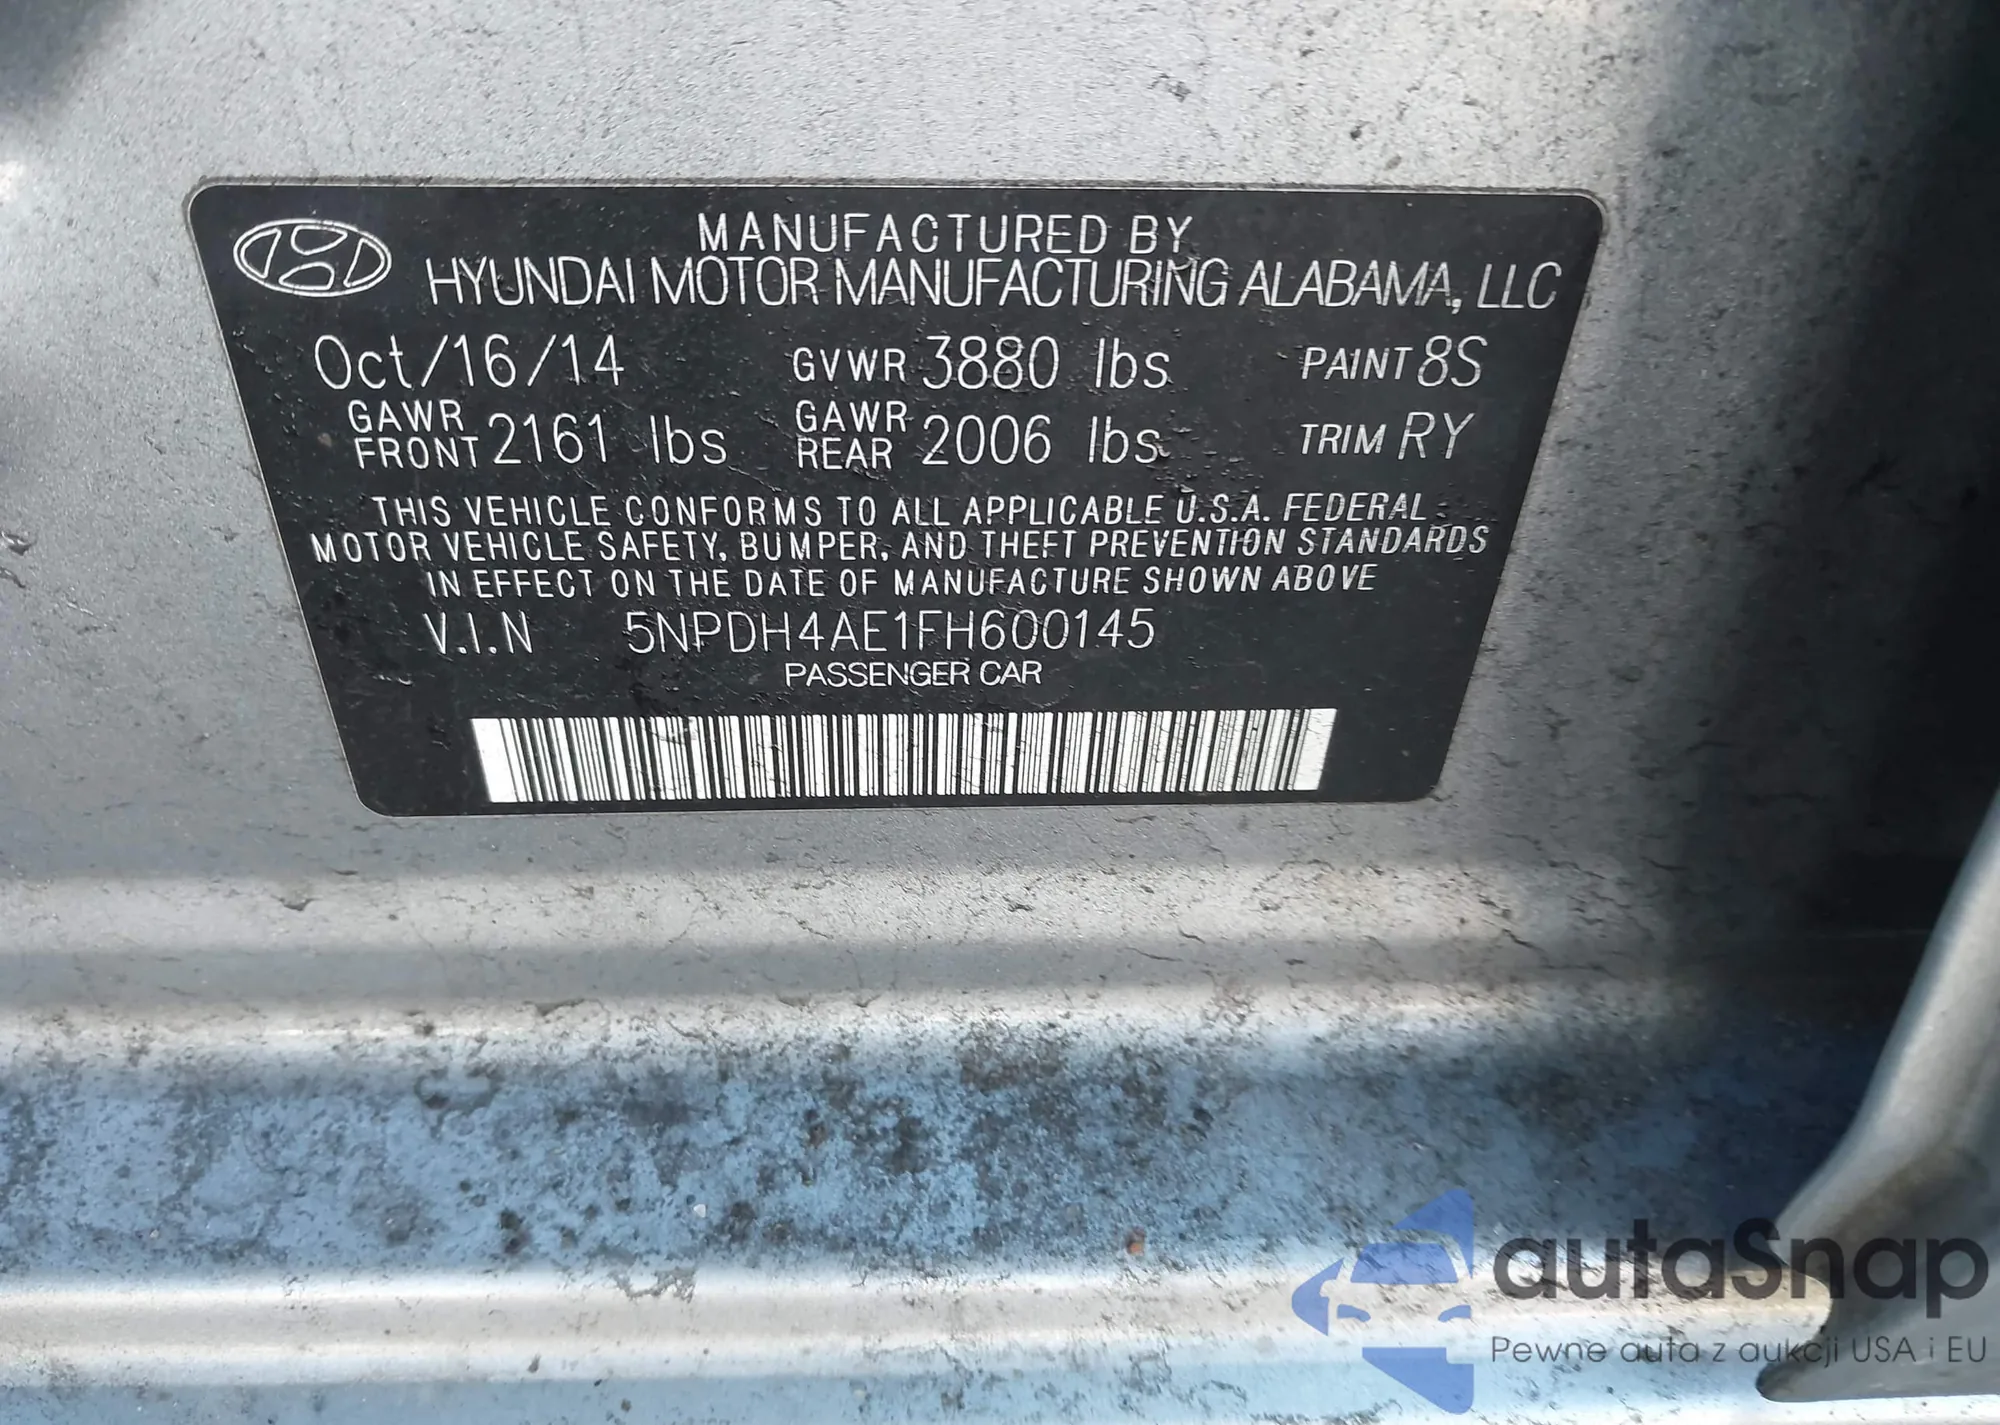 MANUFACTURED BY
HYUNDAI MOTOR MANUFACTURING ALABAMA, LLC
Oct/16/14 GVWR 3880 lbs PAINT 8S
GAWR FRONT 2161 lbs GAWR REAR 2006 lbs TRIM RY
THIS VEHICLE CONFORMS TO ALL APPLICABLE U.S.A. FEDERAL
MOTOR VEHICLE SAFETY, BUMPER, AND THEFT PREVENTION STANDARDS
IN EFFECT ON THE DATE OF MANUFACTURE SHOWN ABOVE
V.I.N 5NPDH4AE1FH600145
PASSENGER CAR
autaSnap
Pewne auta z aukcji USA i EU